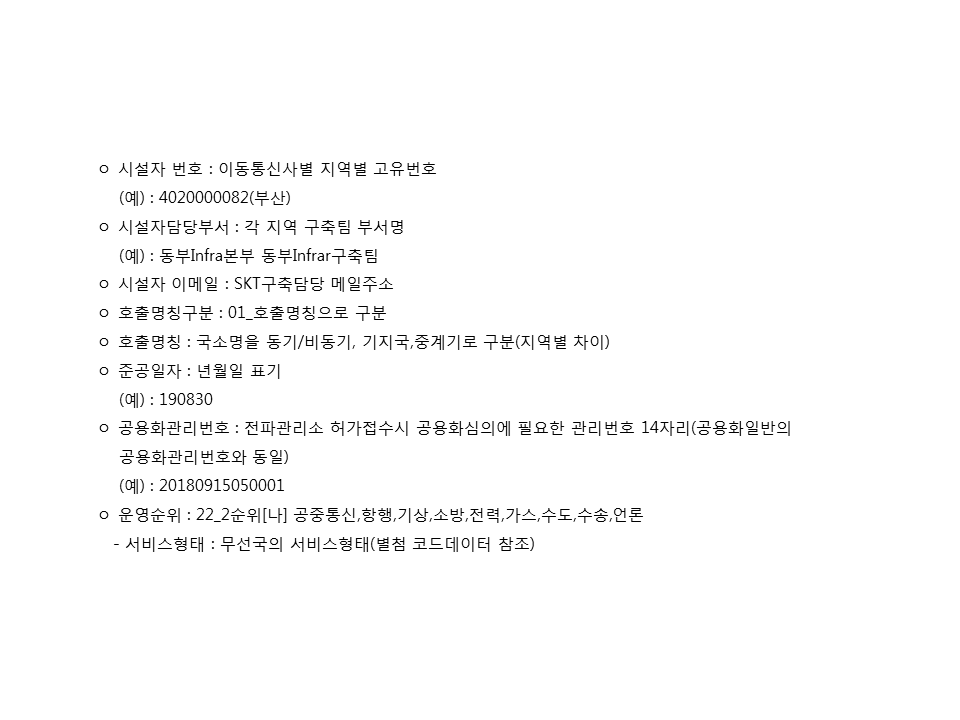 ○ 시설자 번호 : 이동통신사별 지역별 고유번호
(예) : 4020000082(부산)
○ 시설자담당부서 : 각 지역 구축팀 부서명
(예) : 동부Infra본부 동부Infrar구축팀
○ 시설자 이메일 : SKT구축담당 메일주소
○ 호출명칭구분 : 01_호출명칭으로 구분
○ 호출명칭 : 국소명을 동기/비동기, 기지국,중계기로 구분(지역별 차이)
○ 준공일자 : 년월일 표기
(예) : 190830
○ 공용화관리번호 : 전파관리소 허가접수시 공용화심의에 필요한 관리번호 14자리(공용화일반의
공용화관리번호와 동일)
(예) : 20180915050001
○ 운영순위 : 22_2순위[나] 공중통신,항행,기상,소방,전력,가스,수도,수송,언론
- 서비스형태 : 무선국의 서비스형태(별첨 코드데이터 참조)